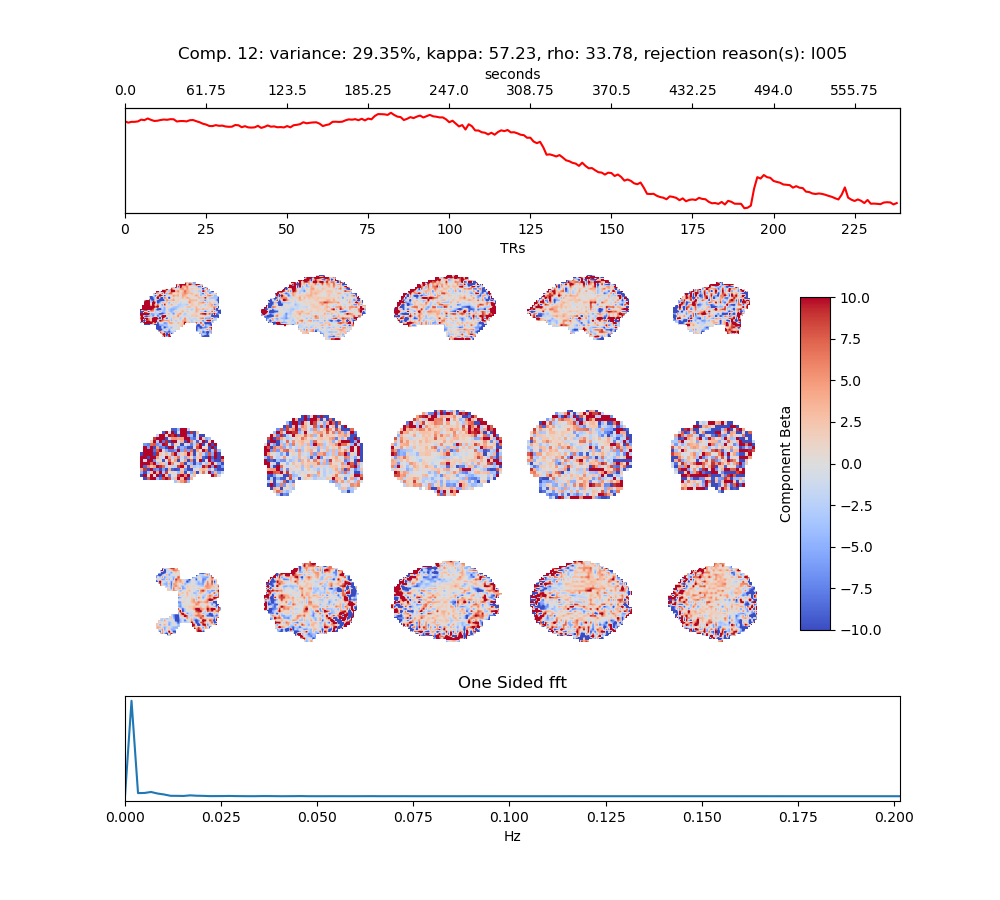 Comp. 12: variance: 29.35%, kappa: 57.23, rho: 33.78, rejection reason(s): I005
seconds
0.0 61.75 123.5 185.25 247.0 308.75 370.5 432.25 494.0 555.75
0 25 50 75 100 125 150 175 200 225
TRs
10.0
7.5
5.0
2.5
0.0
−2.5
−5.0
−7.5
−10.0
Component Beta
One Sided fft
0.000 0.025 0.050 0.075 0.100 0.125 0.150 0.175 0.200
Hz